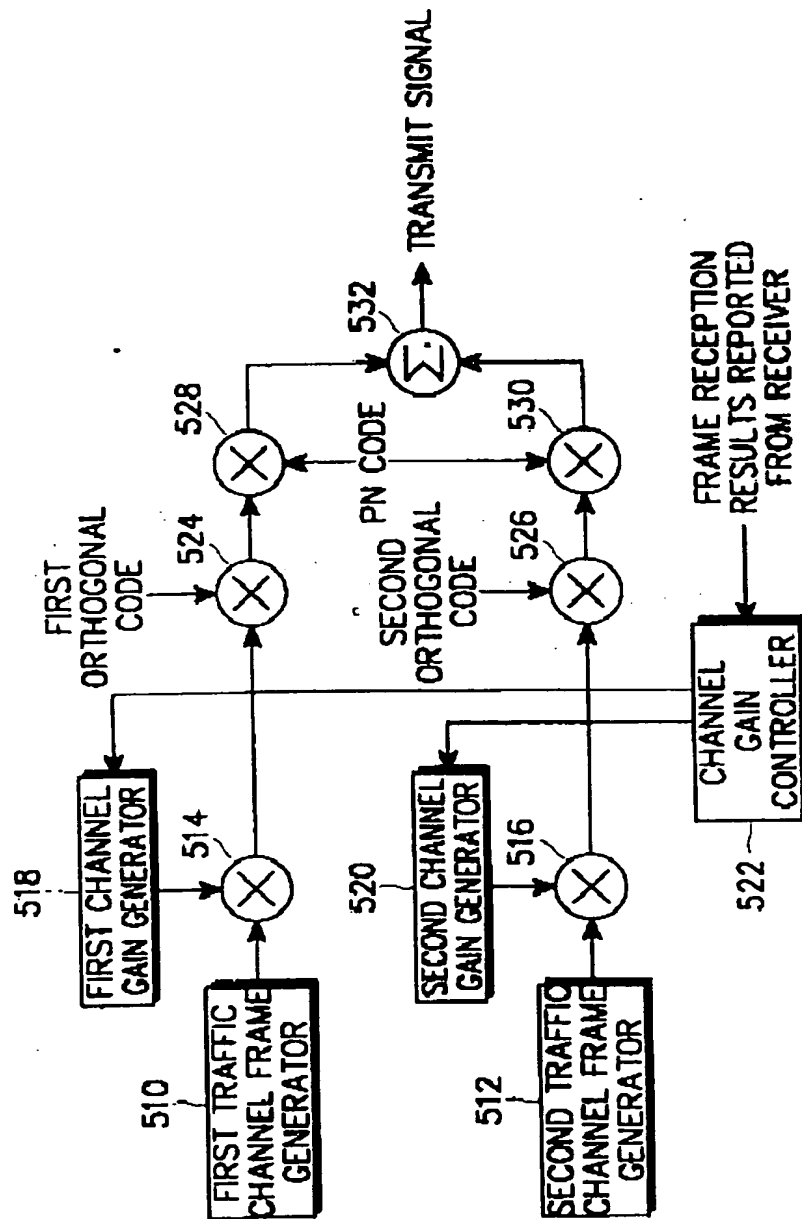 518
FIRST CHANNEL
GAIN GENERATOR
510
FIRST TRAFFIC
CHANNEL FRAME
GENERATOR
514
FIRST
ORTHOGONAL
CODE
524
528
PN CODE
532
TRANSMIT SIGNAL
520
SECOND CHANNEL
GAIN GENERATOR
512
SECOND TRAFFIC
CHANNEL FRAME
GENERATOR
516
SECOND
ORTHOGONAL
CODE
526
530
Σ
522
CHANNEL
GAIN
CONTROLLER
FRAME RECEPTION
RESULTS REPORTED
FROM RECEIVER